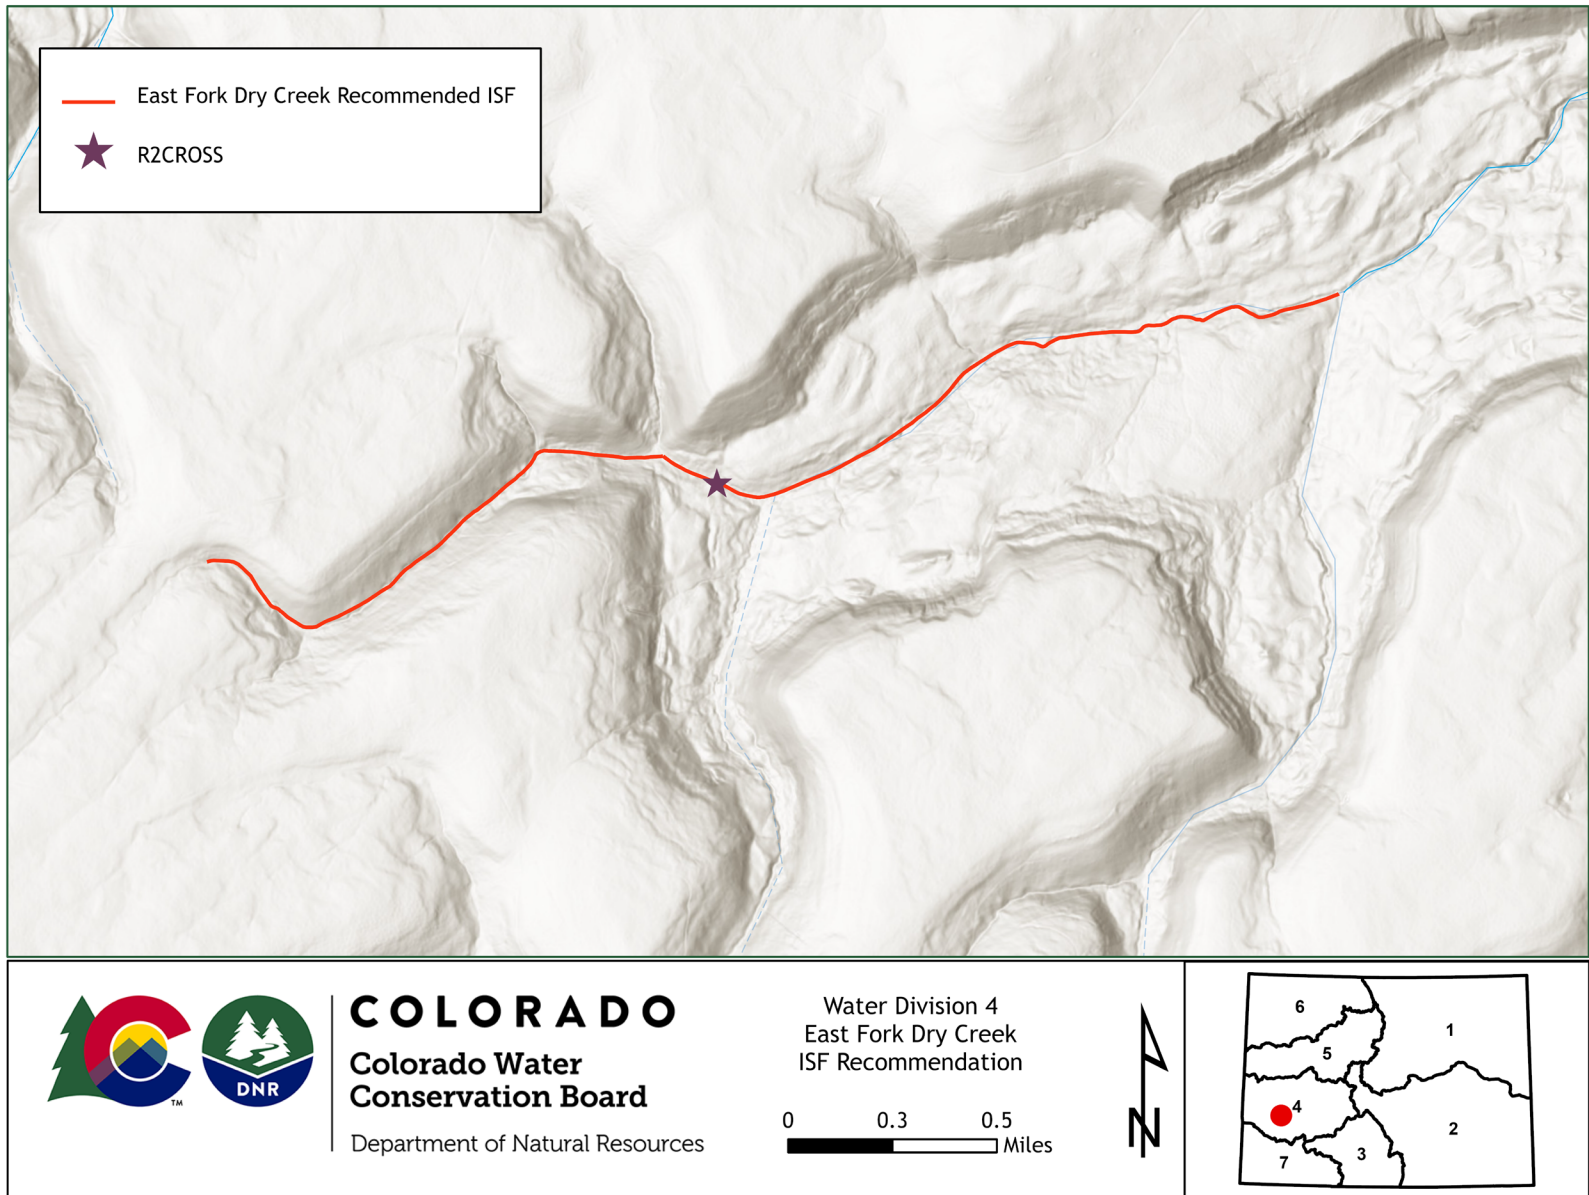 East Fork Dry Creek Recommended ISF
R2CROSS
TM
DNR
COLORADO
Colorado Water
Conservation Board
Department of Natural Resources
Water Division 4
East Fork Dry Creek
ISF Recommendation
0 0.3 0.5
Miles
N
6
1
5
4
2
3
7